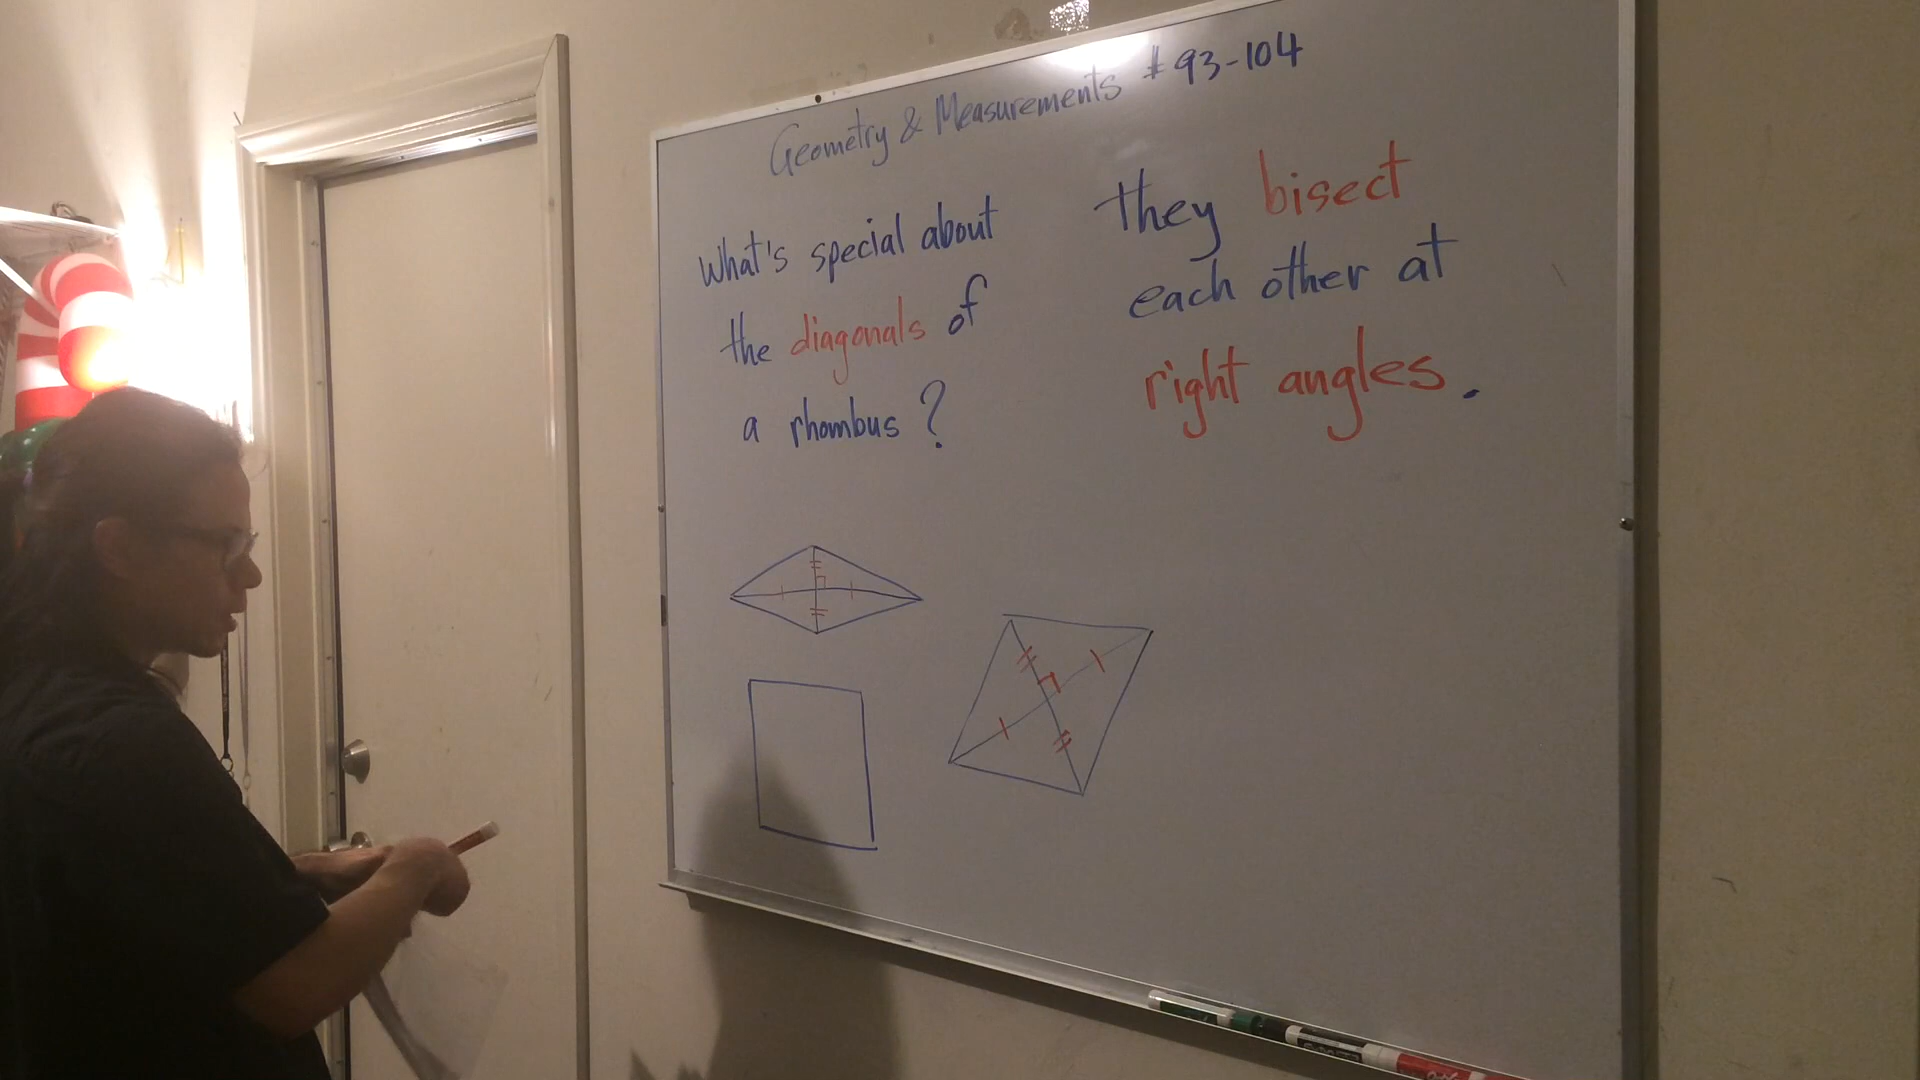 Geometry & Measurements # 93-104
What's special about
the diagonals of
a rhombus ?
they bisect
each other at
right angles.